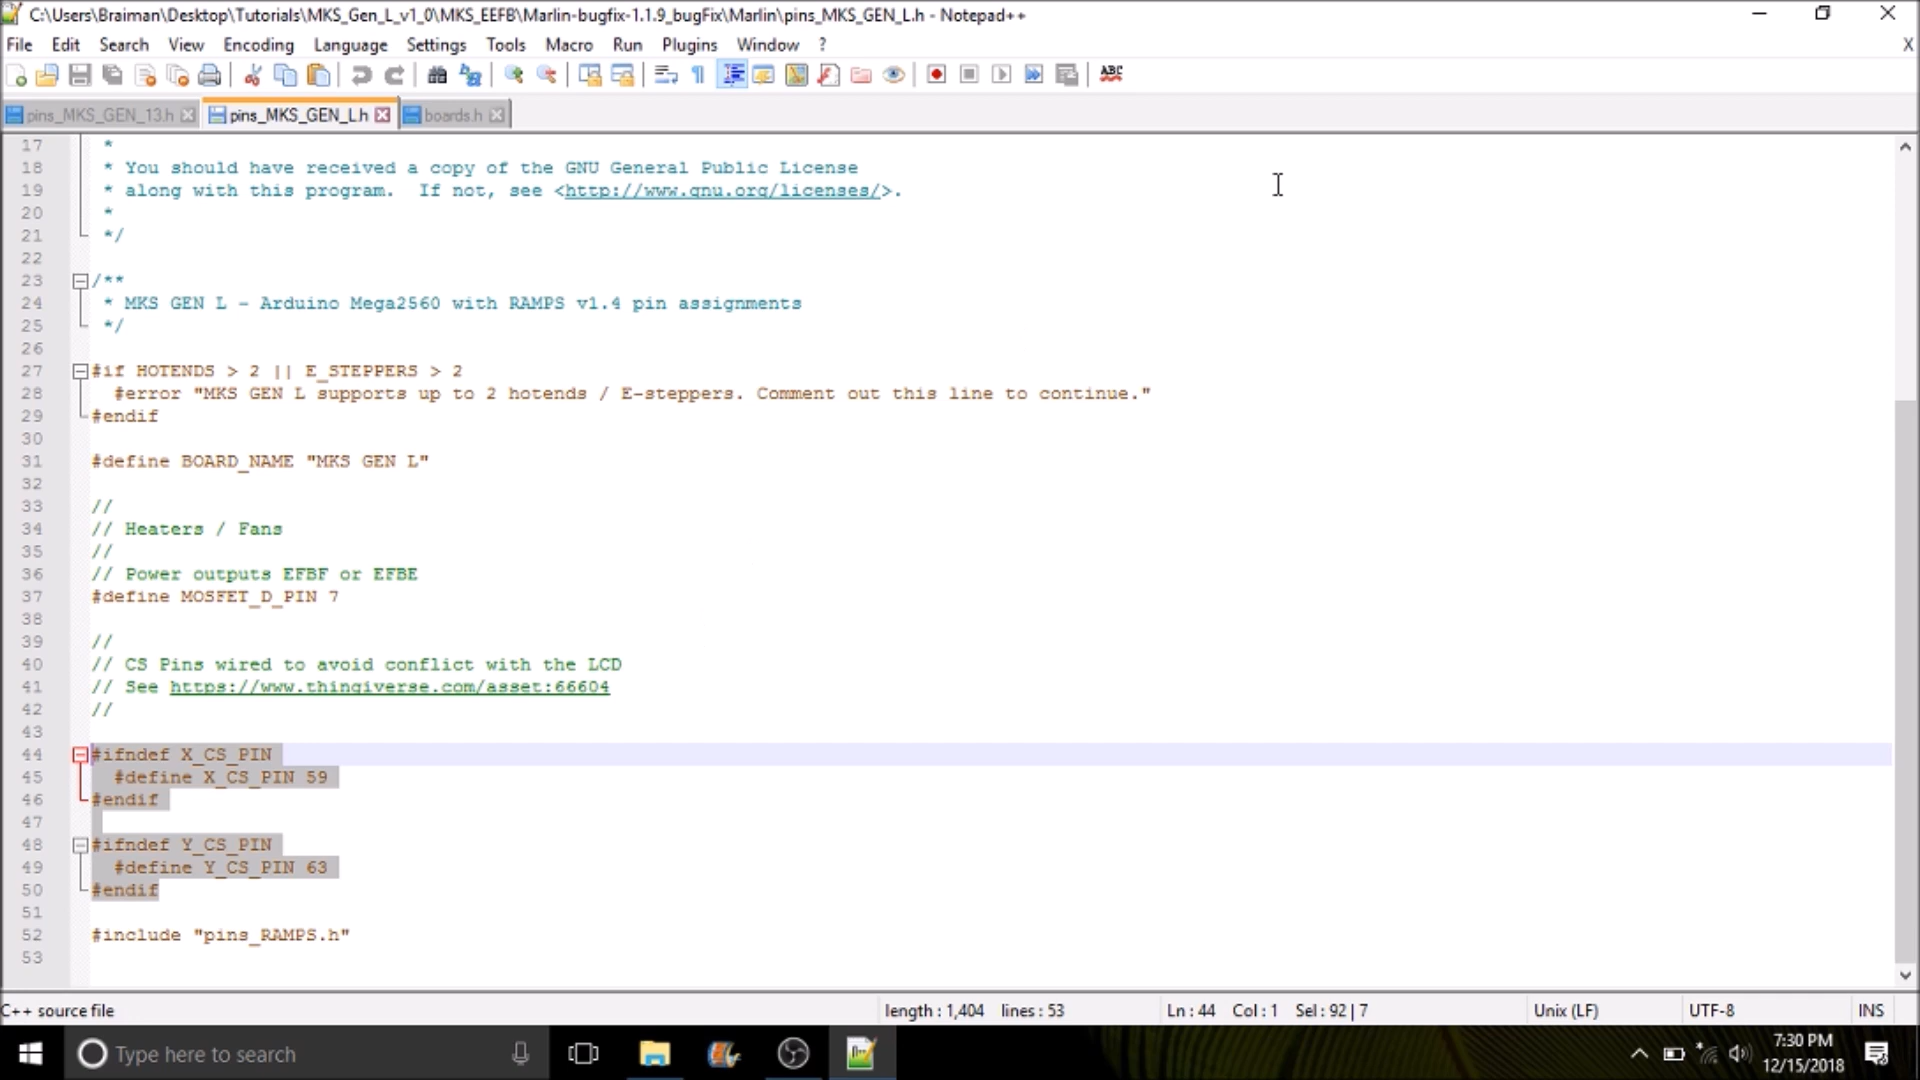 C:\Users\Braiman\Desktop\Tutorials\MKS_Gen_L_v1_0\MKS_EEFB\Marlin-bugfix-1.1.9_bugFix\Marlin\pins_MKS_GEN_L.h - Notepad++
File Edit Search View Encoding Language Settings Tools Macro Run Plugins Window ? X
ABC
pins_MKS_GEN_13.h pins_MKS_GEN_L.h boards.h
17 *
18 * You should have received a copy of the GNU General Public License
19 * along with this program.  If not, see <http://www.gnu.org/licenses/>.
20 *
21 */
22
23 /**
24 * MKS GEN L - Arduino Mega2560 with RAMPS v1.4 pin assignments
25 */
26
27 #if HOTENDS > 2 || E_STEPPERS > 2
28   #error "MKS GEN L supports up to 2 hotends / E-steppers. Comment out this line to continue."
29 #endif
30
31 #define BOARD_NAME "MKS GEN L"
32
33 //
34 // Heaters / Fans
35 //
36 // Power outputs EFBF or EFBE
37 #define MOSFET_D_PIN 7
38
39 //
40 // CS Pins wired to avoid conflict with the LCD
41 // See https://www.thingiverse.com/asset:66604
42 //
43
44 #ifndef X_CS_PIN
45   #define X_CS_PIN 59
46 #endif
47
48 #ifndef Y_CS_PIN
49   #define Y_CS_PIN 63
50 #endif
51
52 #include "pins_RAMPS.h"
53
C++ source file length : 1,404 lines : 53 Ln : 44 Col : 1 Sel : 92 | 7 Unix (LF) UTF-8 INS
Type here to search
7:30 PM
12/15/2018